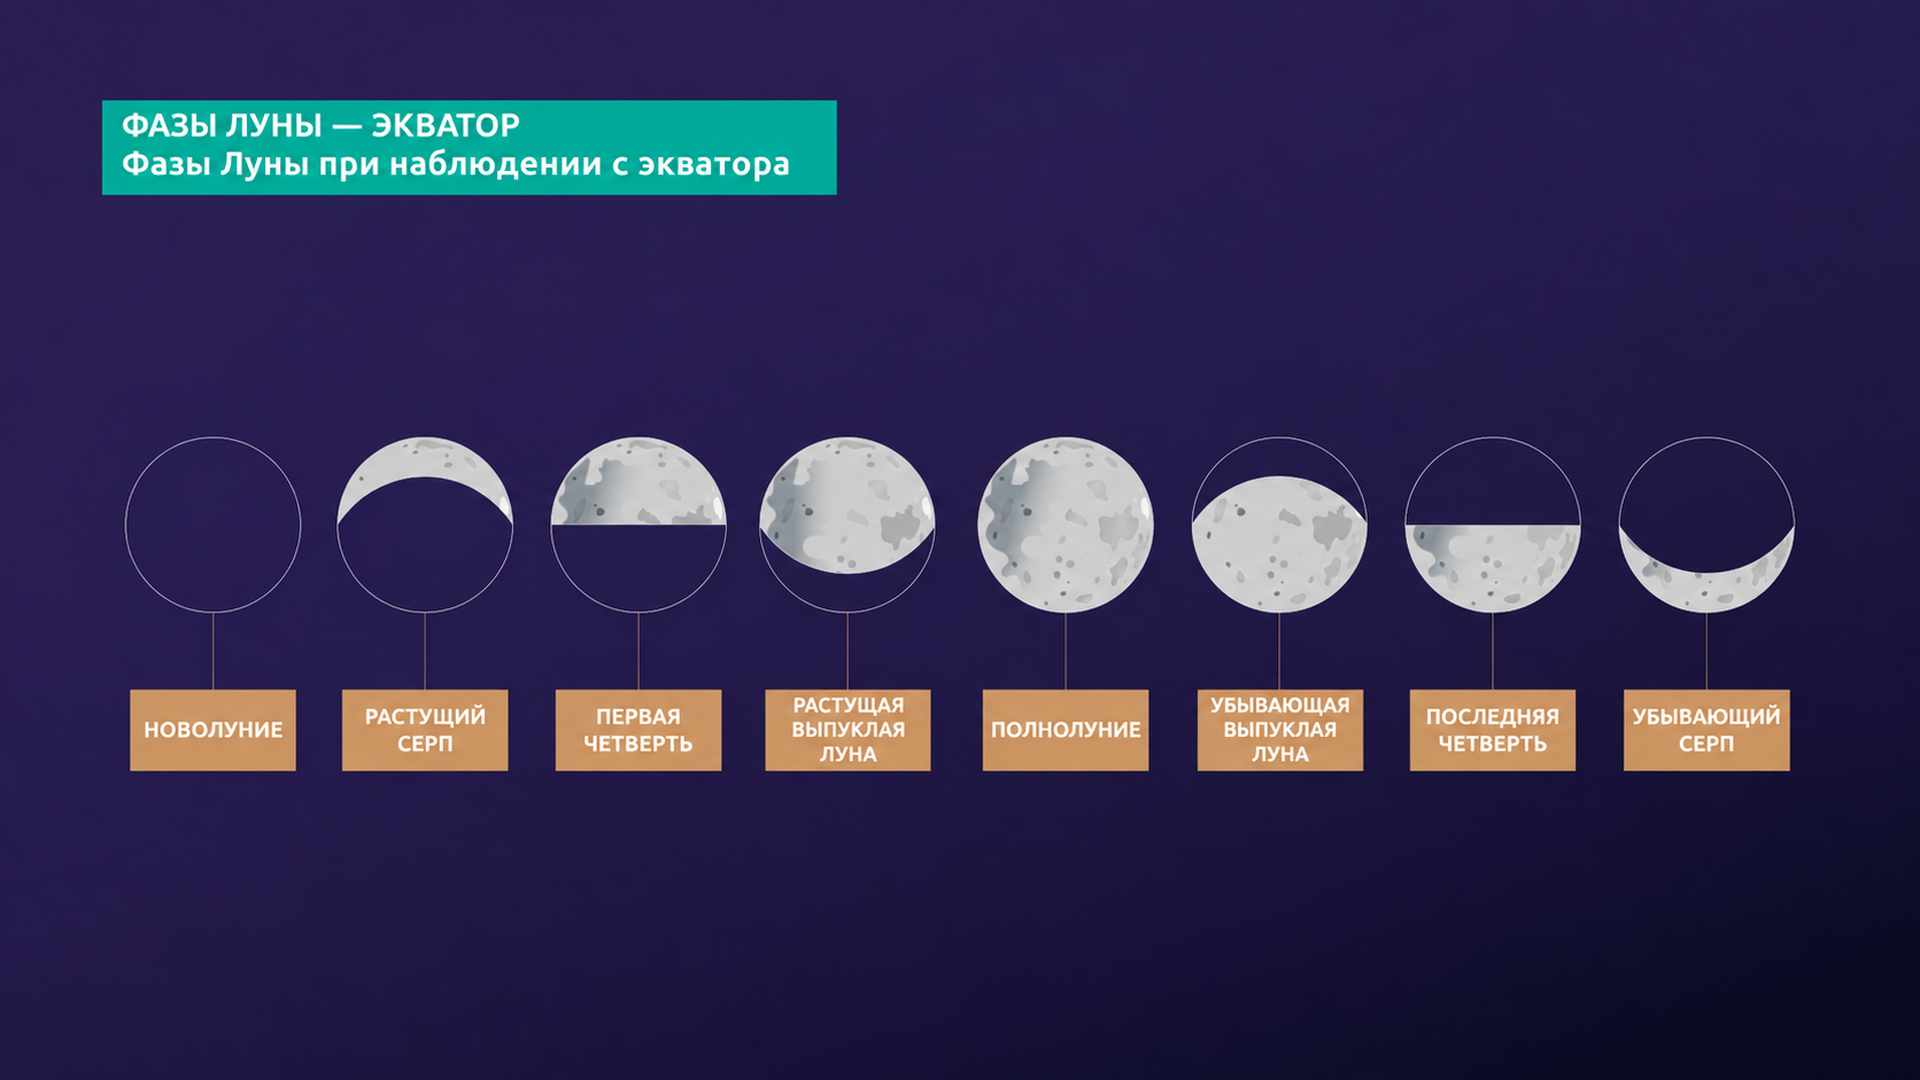 ФАЗЫ ЛУНЫ — ЭКВАТОР
Фазы Луны при наблюдении с экватора
НОВОЛУНИЕ
РАСТУЩИЙ
СЕРП
ПЕРВАЯ
ЧЕТВЕРТЬ
РАСТУЩАЯ
ВЫПУКЛАЯ
ЛУНА
ПОЛНОЛУНИЕ
УБЫВАЮЩАЯ
ВЫПУКЛАЯ
ЛУНА
ПОСЛЕДНЯЯ
ЧЕТВЕРТЬ
УБЫВАЮЩИЙ
СЕРП